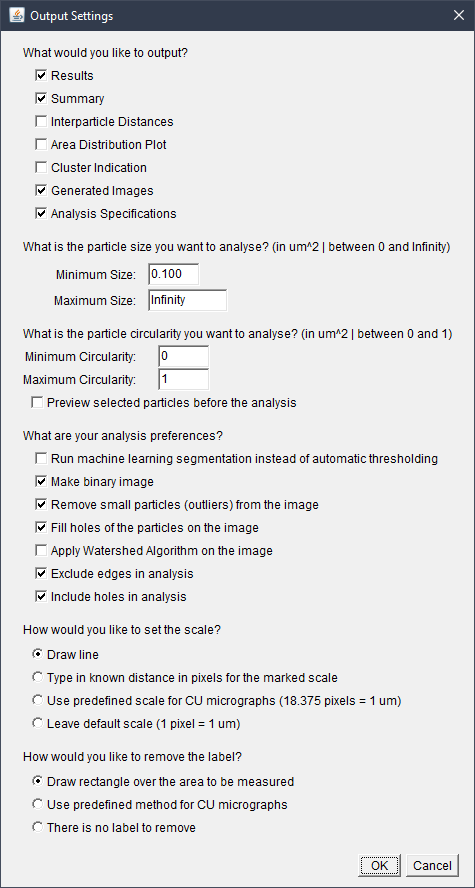 Output Settings
What would you like to output?
Results
Summary
Interparticle Distances
Area Distribution Plot
Cluster Indication
Generated Images
Analysis Specifications
What is the particle size you want to analyse? (in um^2 | between 0 and Infinity)
Minimum Size: 0.100
Maximum Size: Infinity
What is the particle circularity you want to analyse? (in um^2 | between 0 and 1)
Minimum Circularity: 0
Maximum Circularity: 1
Preview selected particles before the analysis
What are your analysis preferences?
Run machine learning segmentation instead of automatic thresholding
Make binary image
Remove small particles (outliers) from the image
Fill holes of the particles on the image
Apply Watershed Algorithm on the image
Exclude edges in analysis
Include holes in analysis
How would you like to set the scale?
Draw line
Type in known distance in pixels for the marked scale
Use predefined scale for CU micrographs (18.375 pixels = 1 um)
Leave default scale (1 pixel = 1 um)
How would you like to remove the label?
Draw rectangle over the area to be measured
Use predefined method for CU micrographs
There is no label to remove
OK Cancel